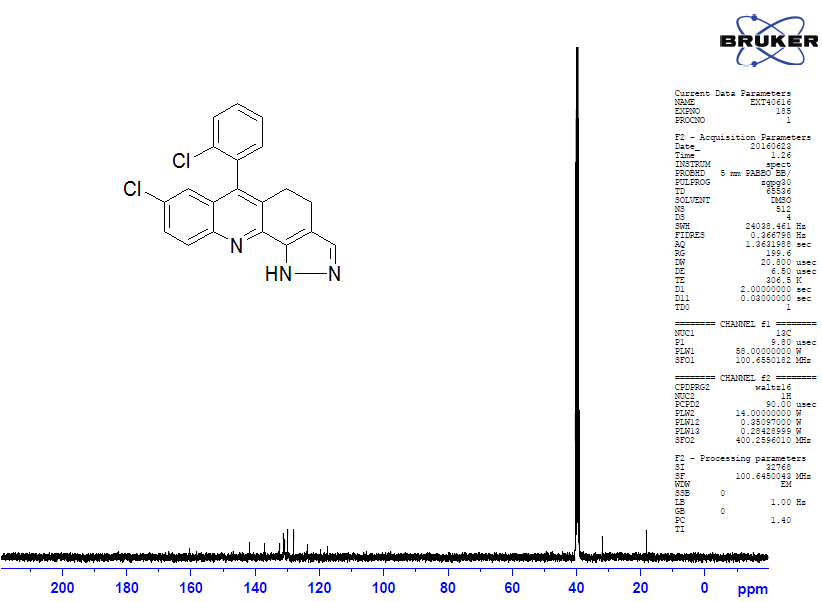 BRUKER
Current Data Parameters
NAME EXT40616
EXPNO 185
PROCNO 1
F2 - Acquisition Parameters
Date_ 20160623
Time 1.26
INSTRUM spect
PROBHD 5 mm PABBO BB/
PULPROG zgpg30
TD 65536
SOLVENT DMSO
NS 512
DS 4
SWH 24038.461 Hz
FIDRES 0.366798 Hz
AQ 1.3631988 sec
RG 199.6
DW 20.800 usec
DE 6.50 usec
TE 306.5 K
D1 2.00000000 sec
D11 0.03000000 sec
TD0 1
======== CHANNEL f1 ========
NUC1 13C
P1 9.80 usec
PLW1 58.00000000 W
SFO1 100.6550182 MHz
======== CHANNEL f2 ========
CPDPRG2 waltz16
NUC2 1H
PCPD2 90.00 usec
PLW2 14.00000000 W
PLW12 0.35097000 W
PLW13 0.28428999 W
SFO2 400.2596010 MHz
F2 - Processing parameters
SI 32768
SF 100.6450043 MHz
WDW EM
SSB 0
LB 1.00 Hz
GB 0
PC 1.40
TI
Cl
Cl
N
HN
N
200 180 160 140 120 100 80 60 40 20 0 ppm